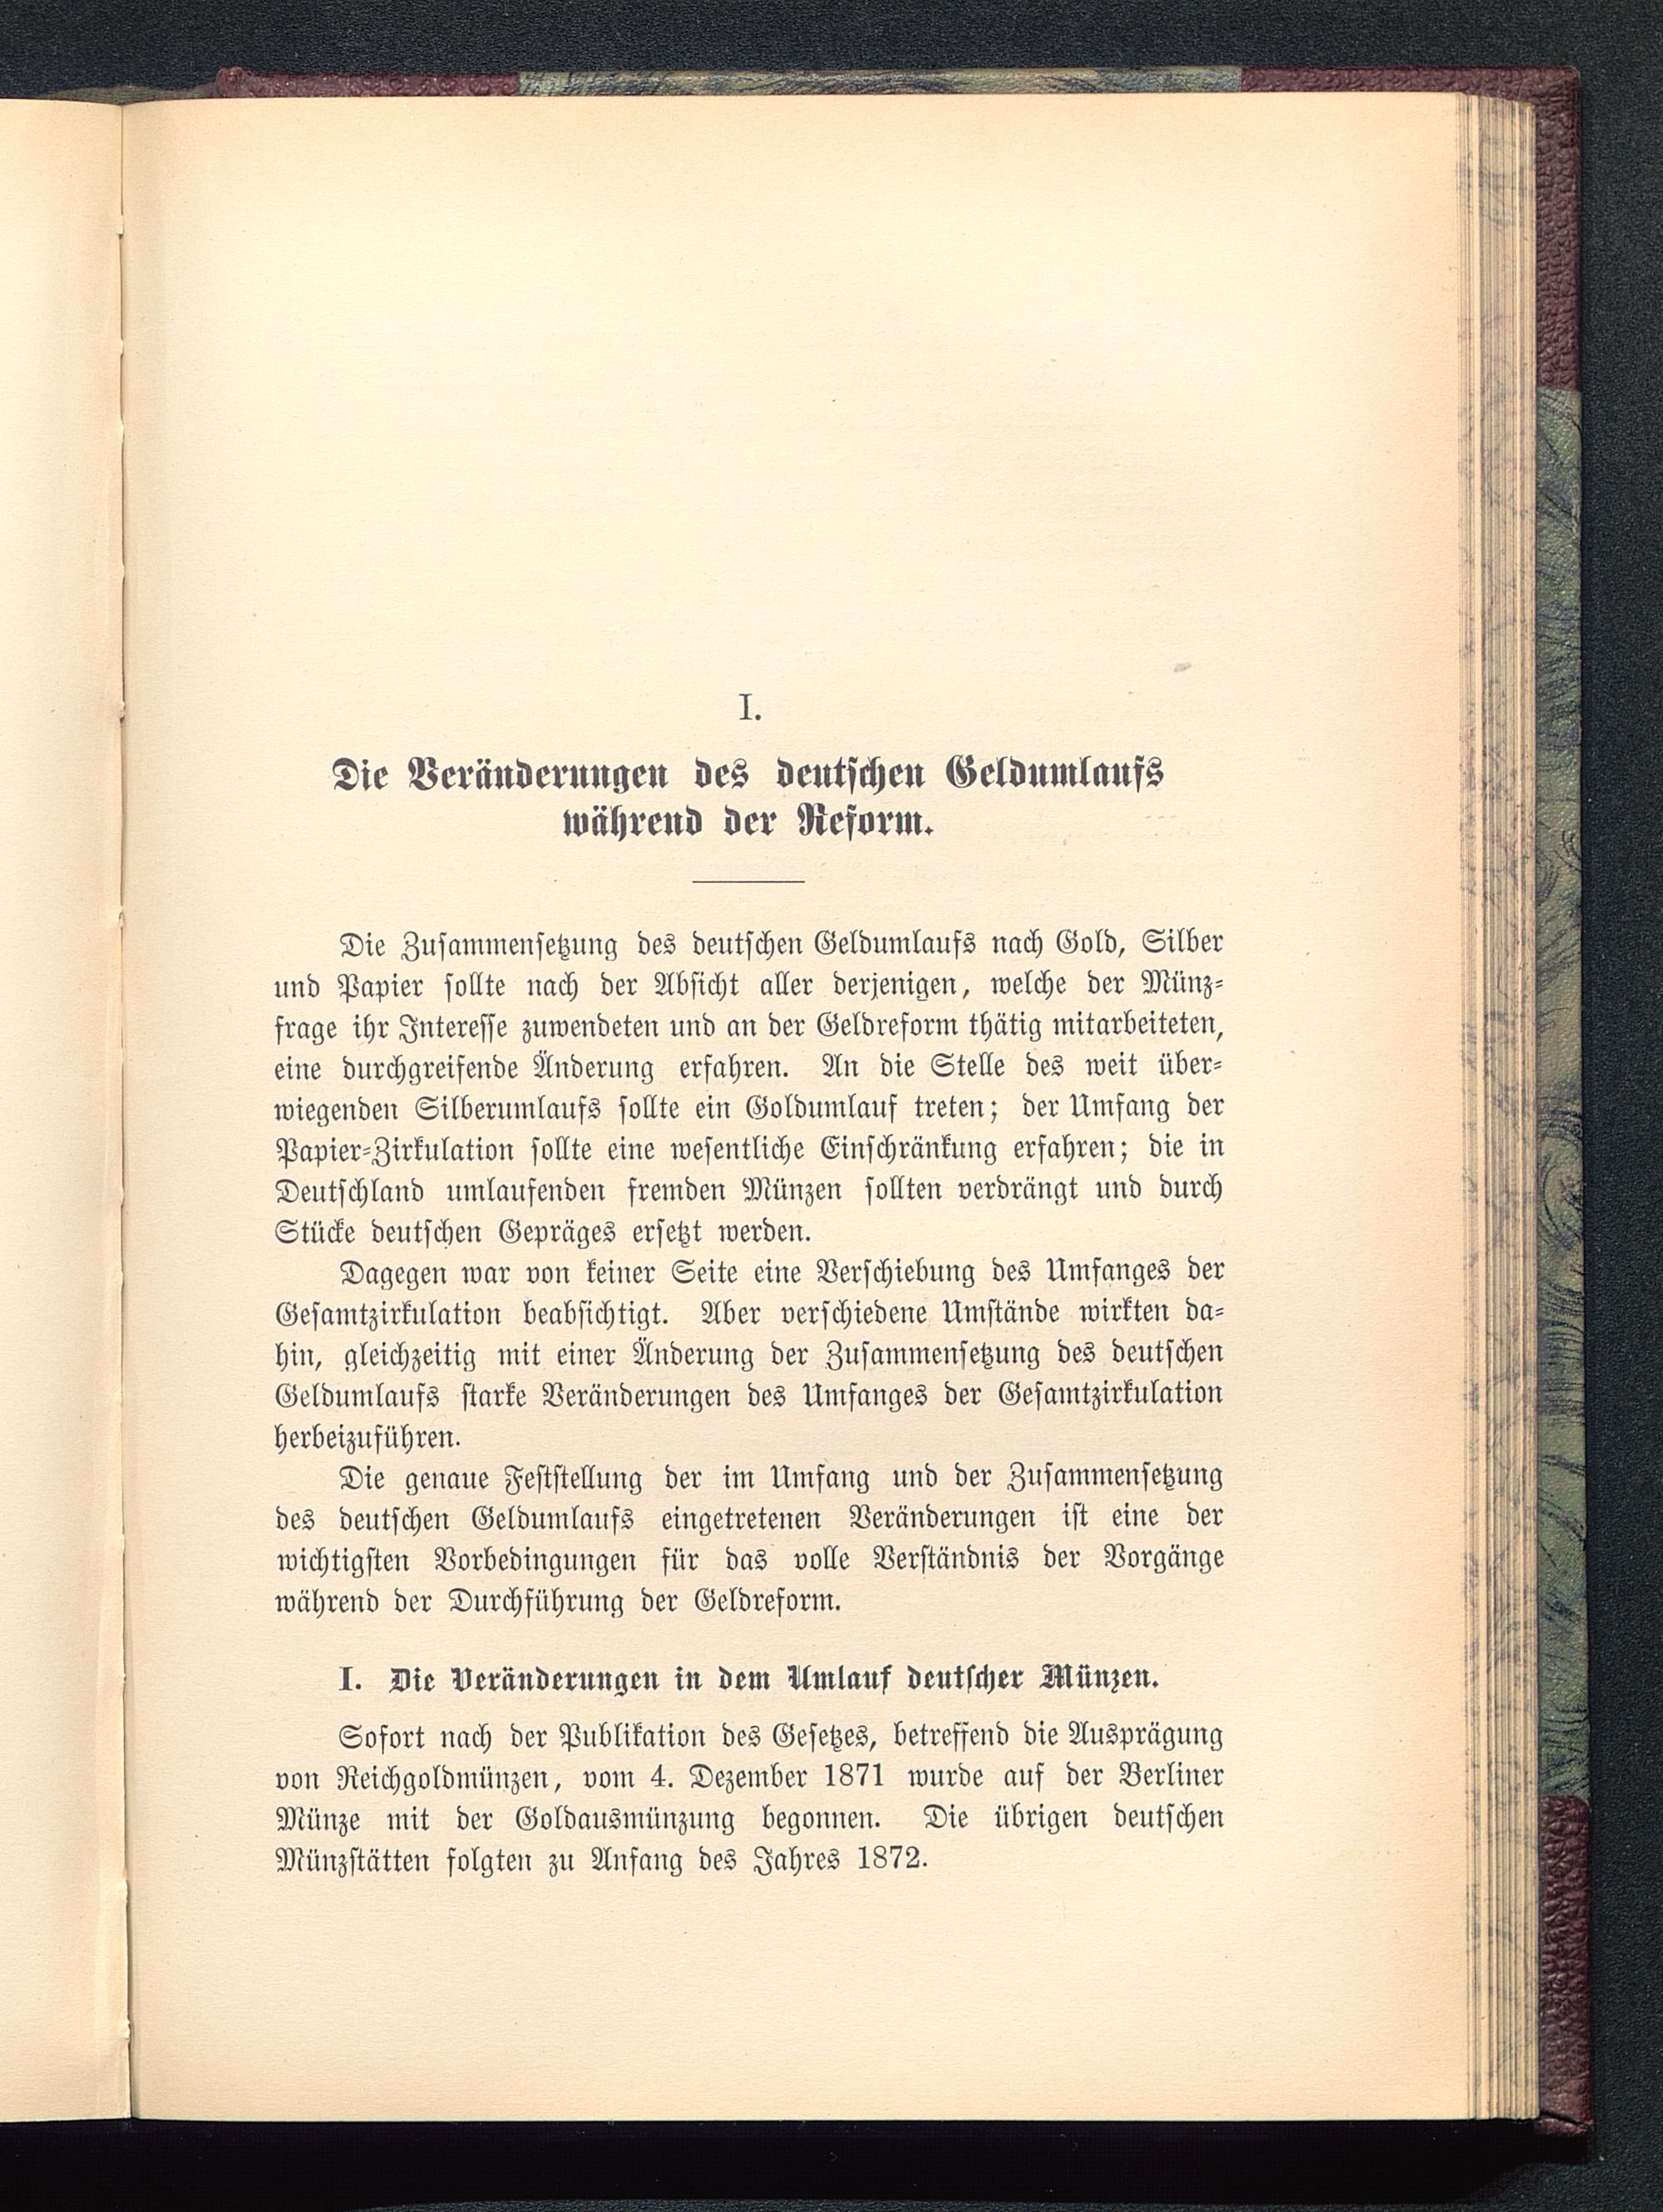 I.
Die Veränderungen des deutschen Geldumlaufs
während der Reform.
Die Zusammensetzung des deutschen Geldumlaufs nach Gold, Silber
und Papier sollte nach der Absicht aller derjenigen, welche der Münz-
frage ihr Interesse zuwendeten und an der Geldreform thätig mitarbeiteten,
eine durchgreifende Änderung erfahren. An die Stelle des weit über-
wiegenden Silberumlaufs sollte ein Goldumlauf treten; der Umfang der
Papier-Zirkulation sollte eine wesentliche Einschränkung erfahren; die in
Deutschland umlaufenden fremden Münzen sollten verdrängt und durch
Stücke deutschen Gepräges ersetzt werden.
Dagegen war von keiner Seite eine Verschiebung des Umfanges der
Gesamtzirkulation beabsichtigt. Aber verschiedene Umstände wirkten da-
hin, gleichzeitig mit einer Änderung der Zusammensetzung des deutschen
Geldumlaufs starke Veränderungen des Umfanges der Gesamtzirkulation
herbeizuführen.
Die genaue Feststellung der im Umfang und der Zusammensetzung
des deutschen Geldumlaufs eingetretenen Veränderungen ist eine der
wichtigsten Vorbedingungen für das volle Verständnis der Vorgänge
während der Durchführung der Geldreform.
I. Die Veränderungen in dem Umlauf deutscher Münzen.
Sofort nach der Publikation des Gesetzes, betreffend die Ausprägung
von Reichgoldmünzen, vom 4. Dezember 1871 wurde auf der Berliner
Münze mit der Goldausmünzung begonnen. Die übrigen deutschen
Münzstätten folgten zu Anfang des Jahres 1872.